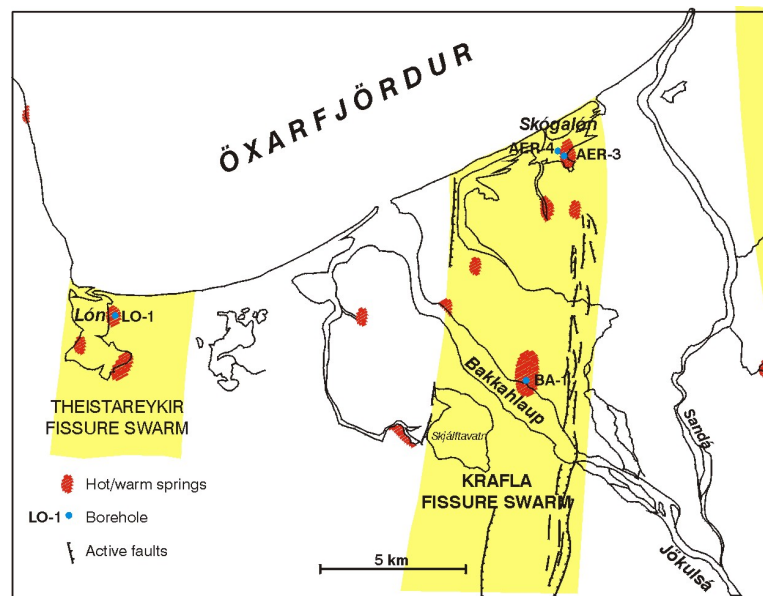 ÖXARFJÖRDUR
Skógalón
AER-4
AER-3
Lón
LO-1
BA-1
Bakkahlaup
THEISTAREYKIR
FISSURE SWARM
Skjálftavatn
Sandá
KRAFLA
FISSURE SWARM
Jökulsá
Hot/warm springs
LO-1 Borehole
Active faults
5 km